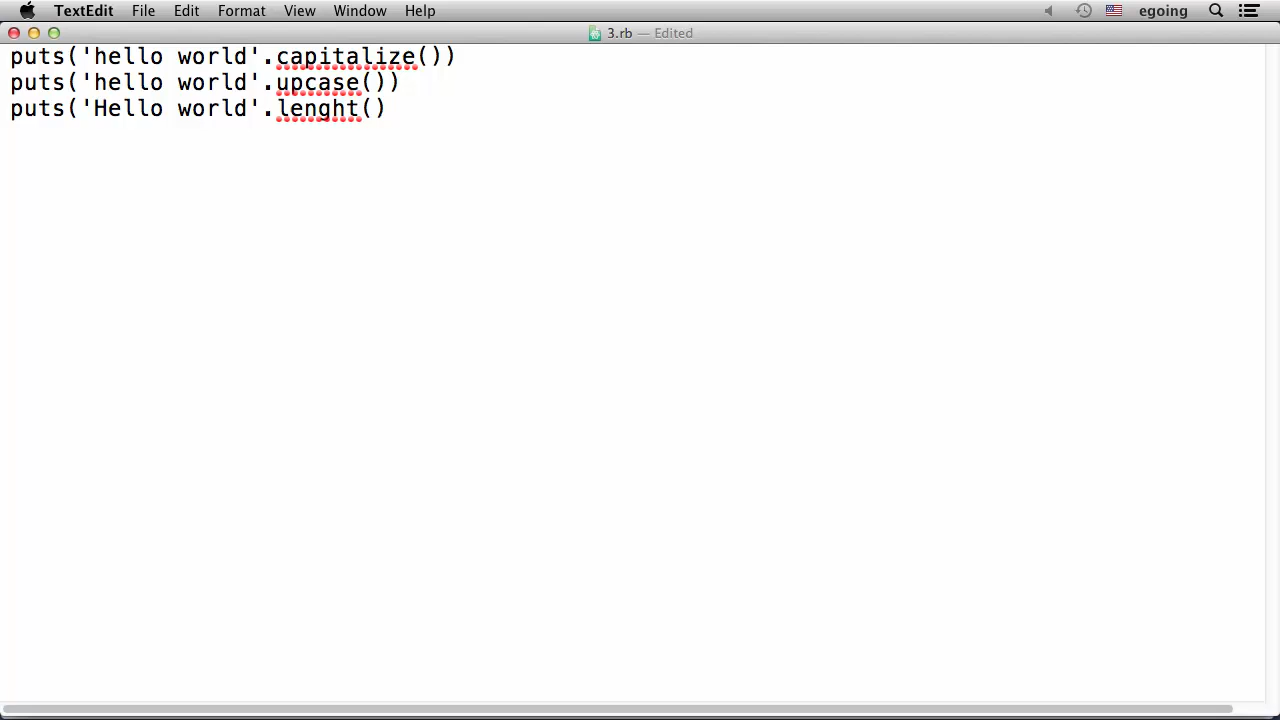 TextEdit File Edit Format View Window Help egoing
3.rb — Edited
puts('hello world'.capitalize())
puts('hello world'.upcase())
puts('Hello world'.lenght()